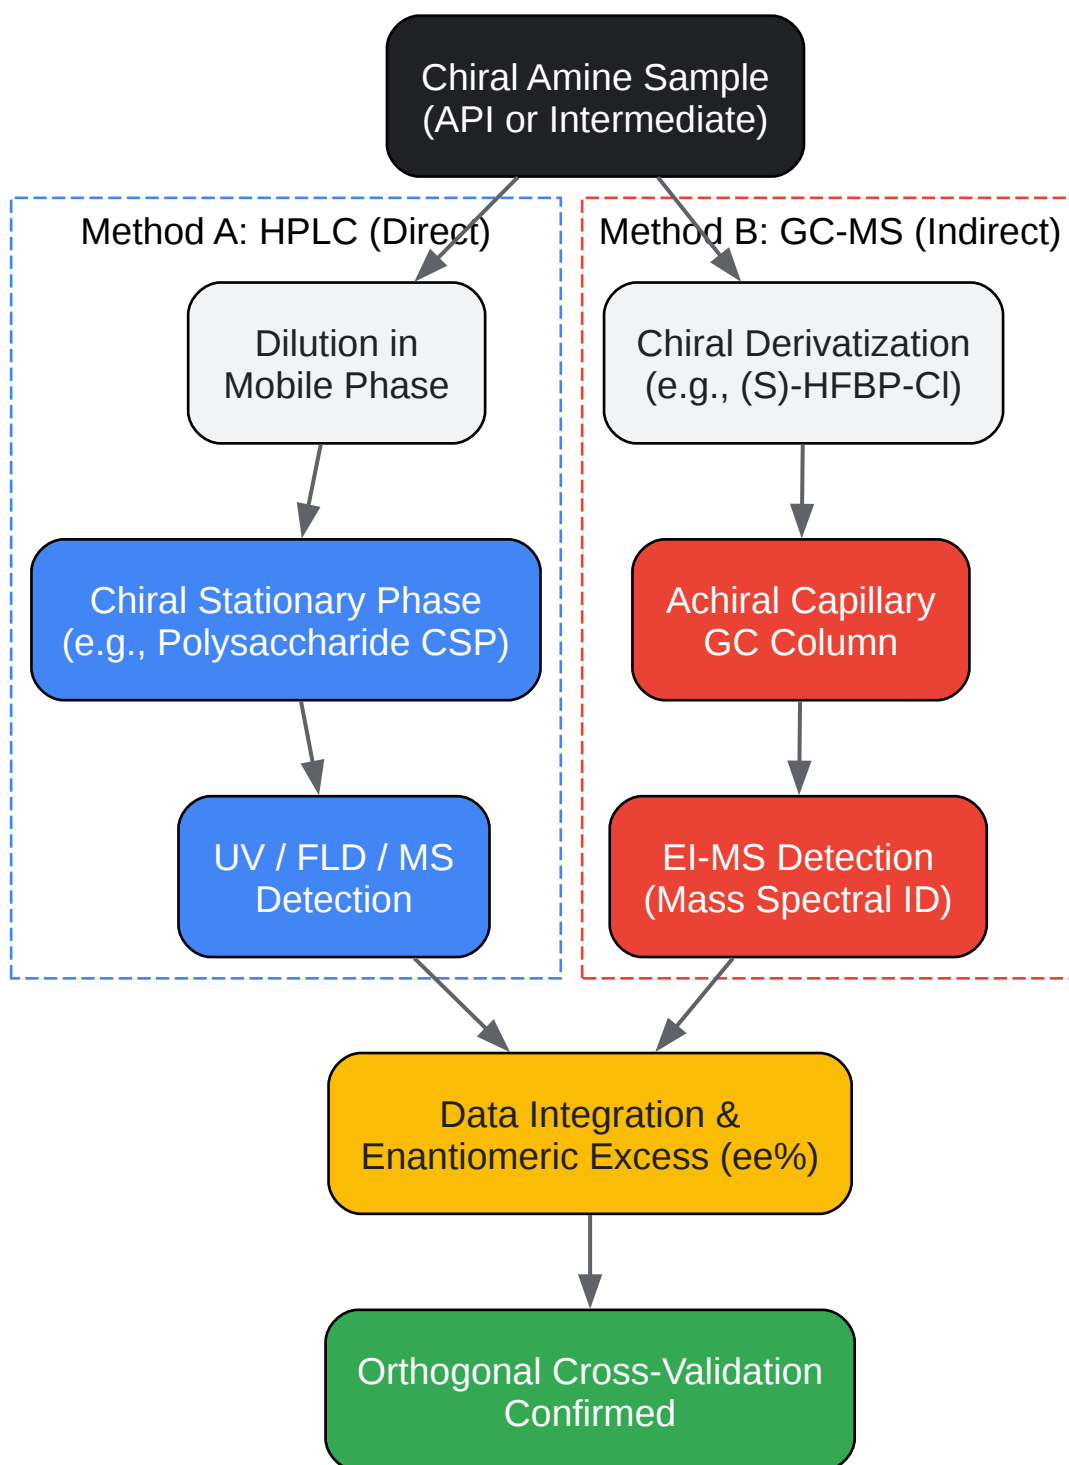 Chiral Amine Sample
(API or Intermediate)
Method A: HPLC (Direct)
Method B: GC-MS (Indirect)
Dilution in
Mobile Phase
Chiral Derivatization
(e.g., (S)-HFBP-Cl)
Chiral Stationary Phase
(e.g., Polysaccharide CSP)
Achiral Capillary
GC Column
UV / FLD / MS
Detection
EI-MS Detection
(Mass Spectral ID)
Data Integration &
Enantiomeric Excess (ee%)
Orthogonal Cross-Validation
Confirmed